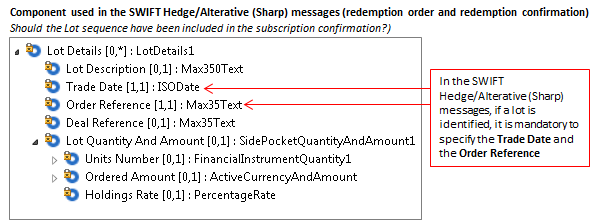 Component used in the SWIFT Hedge/Alterative (Sharp) messages (redemption order and redemption confirmation)
Should the Lot sequence have been included in the subscription confirmation?)
Lot Details [0,*] : LotDetails1
Lot Description [0,1] : Max350Text
Trade Date [1,1] : ISODate
Order Reference [1,1] : Max35Text
Deal Reference [0,1] : Max35Text
Lot Quantity And Amount [0,1] : SidePocketQuantityAndAmount1
Units Number [0,1] : FinancialInstrumentQuantity1
Ordered Amount [0,1] : ActiveCurrencyAndAmount
Holdings Rate [0,1] : PercentageRate
In the SWIFT
Hedge/Alterative (Sharp)
messages, if a lot is
identified, it is mandatory to
specify the Trade Date and
the Order Reference